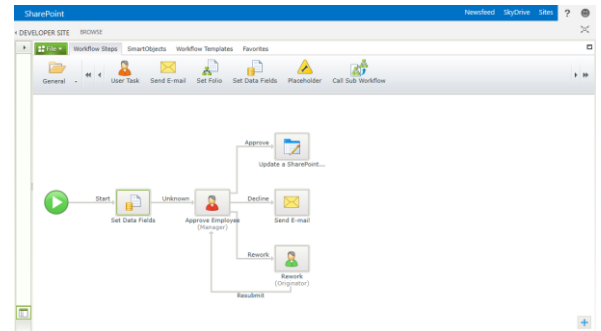 SharePoint
Newsfeed SkyDrive Sites ?
DEVELOPER SITE BROWSE
File Workflow Steps SmartObjects Workflow Templates Favorites
General User Task Send E-mail Set Folio Set Data Fields Placeholder Call Sub Workflow
Approve
Update a SharePoint...
Start Unknown Decline
Set Data Fields Approve Employee Send E-mail
(Manager)
Rework
Rework
(Originator)
Resubmit